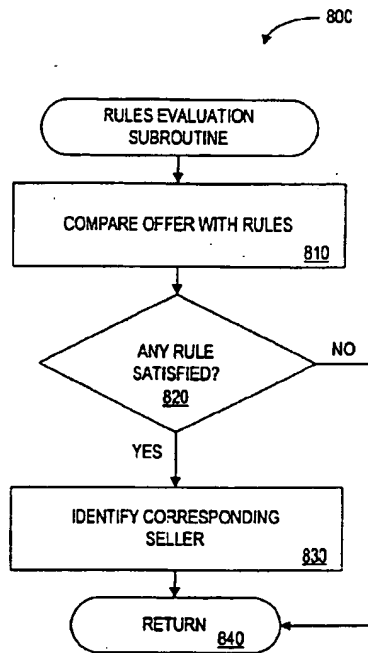 800
RULES EVALUATION
SUBROUTINE
COMPARE OFFER WITH RULES
810
ANY RULE
SATISFIED?
820
NO
YES
IDENTIFY CORRESPONDING
SELLER
830
RETURN
840